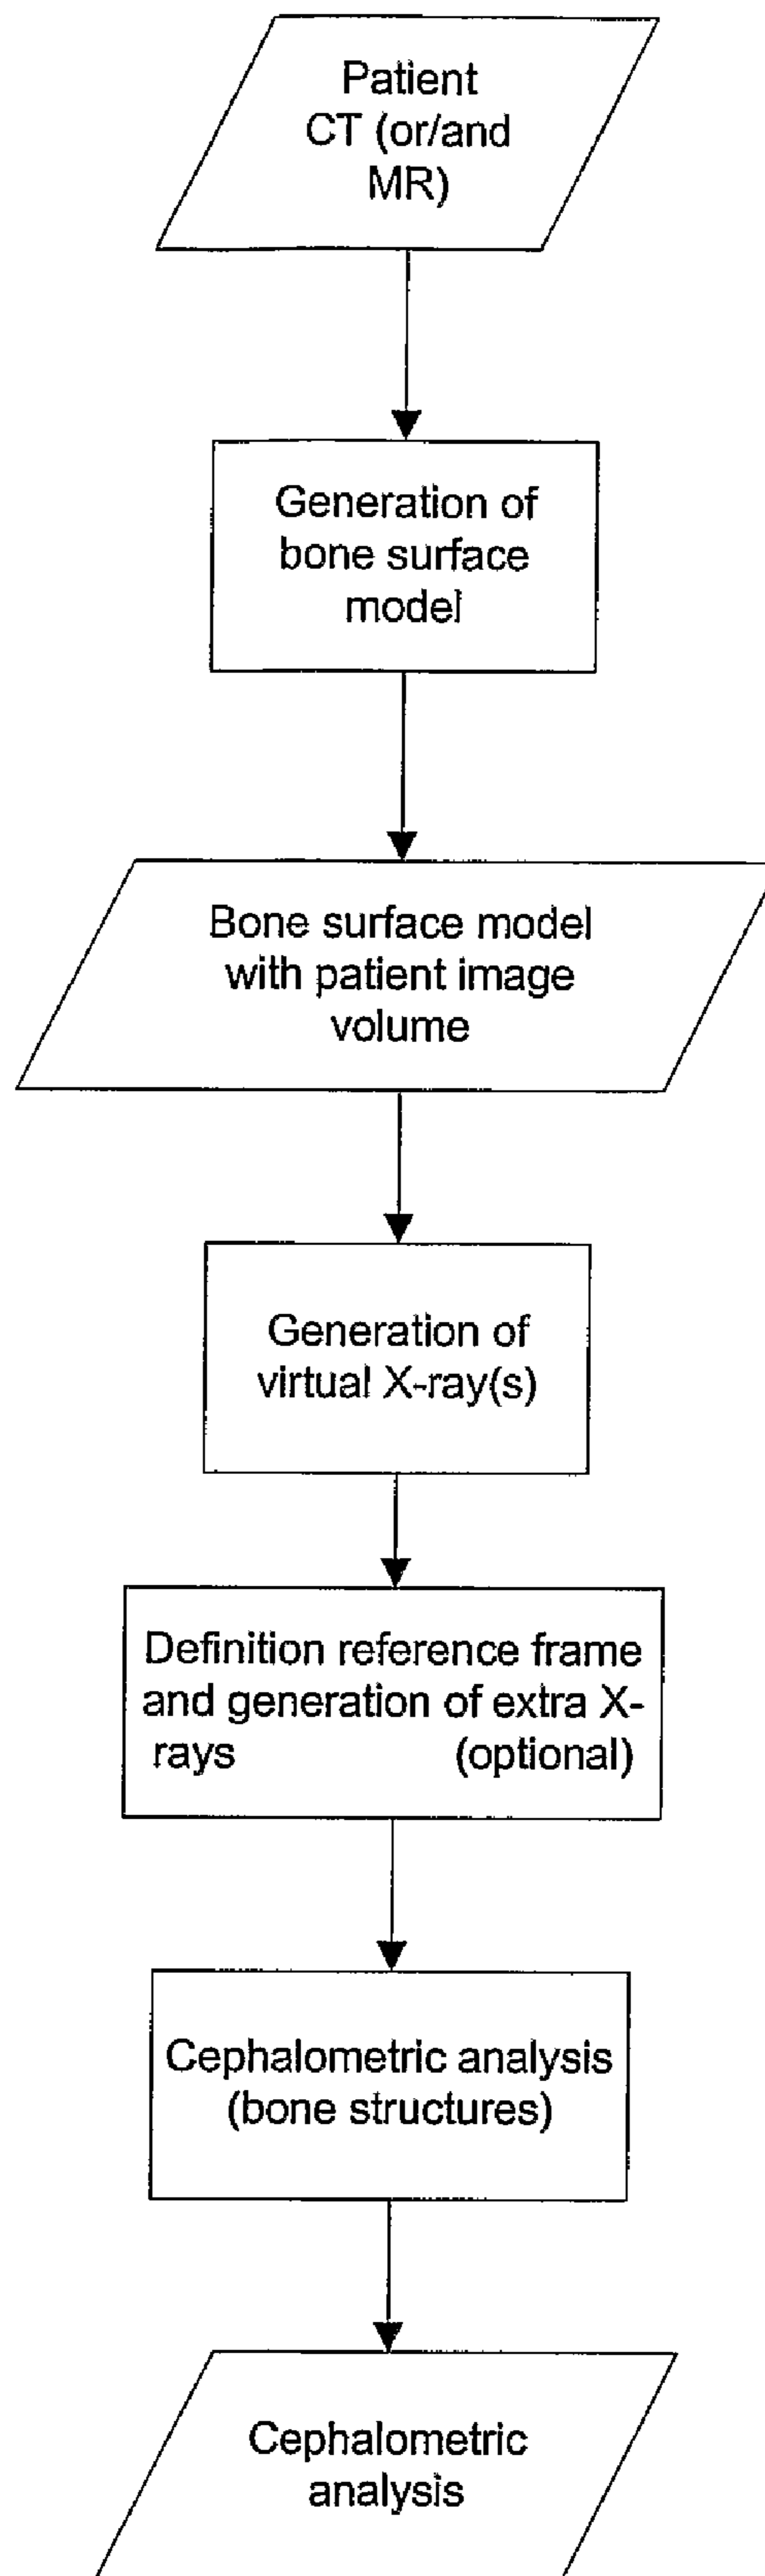 Patient
CT (or/and
MR)
Generation of
bone surface
model
Bone surface model
with patient image
volume
Generation of
virtual X-ray(s)
Definition reference frame
and generation of extra X-
rays (optional)
Cephalometric analysis
(bone structures)
Cephalometric
analysis